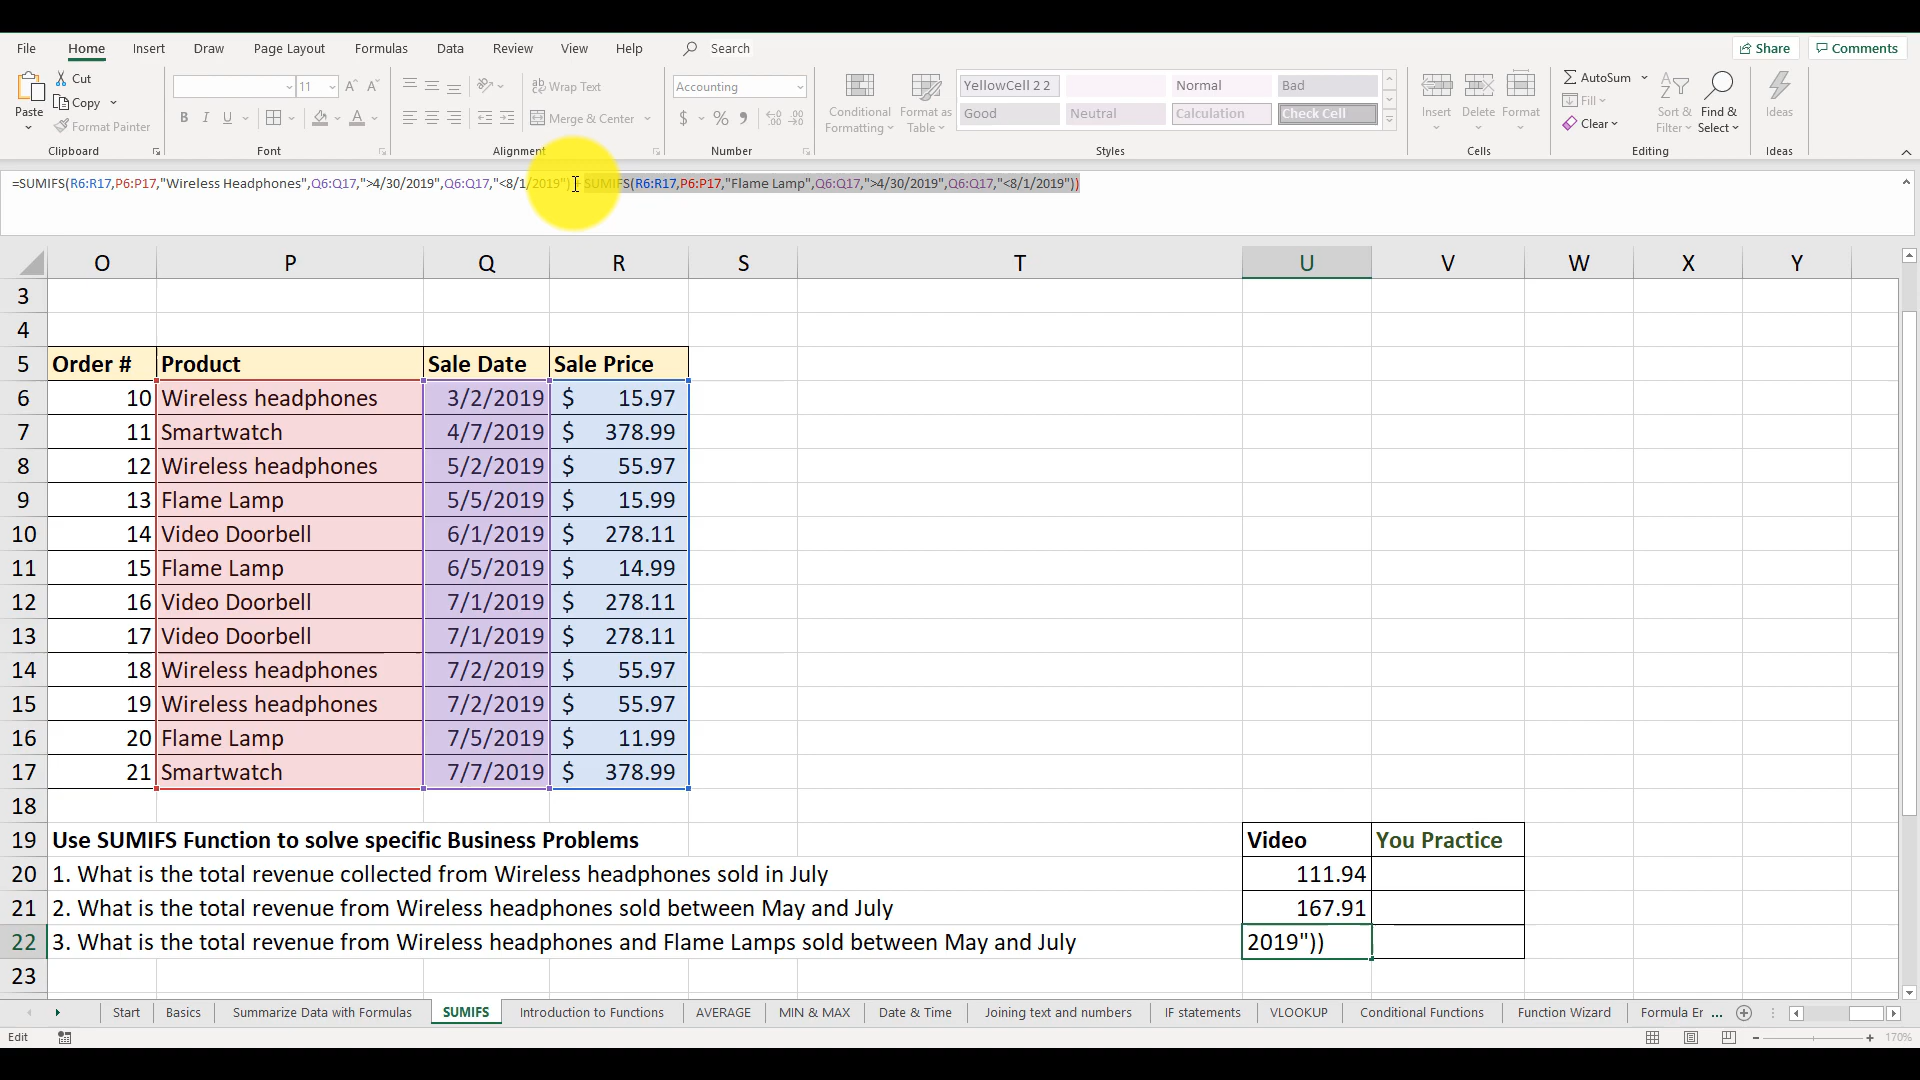 File Home Insert Draw Page Layout Formulas Data Review View Help Search Share Comments
Paste Cut Copy Format Painter Clipboard
11 B I U A Font
Wrap Text Merge & Center Alignment
Accounting $ % Number
Conditional Formatting Format as Table
YellowCell 2 2 Normal Bad
Good Neutral Calculation Check Cell
Styles
Insert Delete Format Cells
AutoSum Fill Clear Sort & Filter Find & Select Editing
Ideas Ideas
=SUMIFS(R6:R17,P6:P17,"Wireless Headphones",Q6:Q17,">4/30/2019",Q6:Q17,"<8/1/2019")+SUMIFS(R6:R17,P6:P17,"Flame Lamp",Q6:Q17,">4/30/2019",Q6:Q17,"<8/1/2019"))
O P Q R S T U V W X Y
3
4
5 Order # Product Sale Date Sale Price
6 10 Wireless headphones 3/2/2019 $ 15.97
7 11 Smartwatch 4/7/2019 $ 378.99
8 12 Wireless headphones 5/2/2019 $ 55.97
9 13 Flame Lamp 5/5/2019 $ 15.99
10 14 Video Doorbell 6/1/2019 $ 278.11
11 15 Flame Lamp 6/5/2019 $ 14.99
12 16 Video Doorbell 7/1/2019 $ 278.11
13 17 Video Doorbell 7/1/2019 $ 278.11
14 18 Wireless headphones 7/2/2019 $ 55.97
15 19 Wireless headphones 7/2/2019 $ 55.97
16 20 Flame Lamp 7/5/2019 $ 11.99
17 21 Smartwatch 7/7/2019 $ 378.99
18
19 Use SUMIFS Function to solve specific Business Problems Video You Practice
20 1. What is the total revenue collected from Wireless headphones sold in July 111.94
21 2. What is the total revenue from Wireless headphones sold between May and July 167.91
22 3. What is the total revenue from Wireless headphones and Flame Lamps sold between May and July 2019"))
23
Start Basics Summarize Data with Formulas SUMIFS Introduction to Functions AVERAGE MIN & MAX Date & Time Joining text and numbers IF statements VLOOKUP Conditional Functions Function Wizard Formula Er ...
Edit 170%